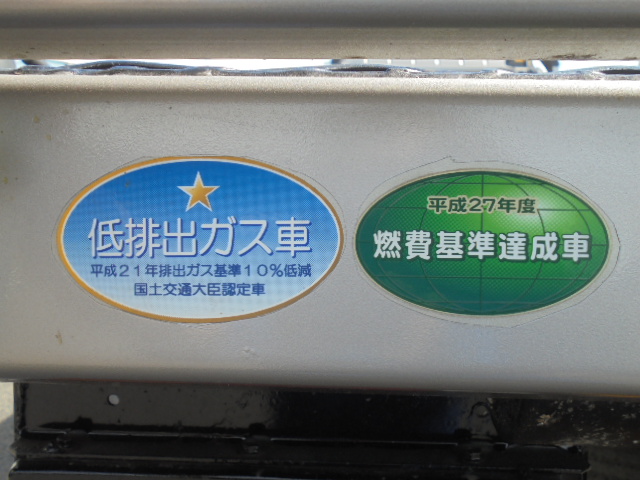 低排出ガス車
平成21年排出ガス基準10%低減
国土交通大臣認定車
平成27年度
燃費基準達成車